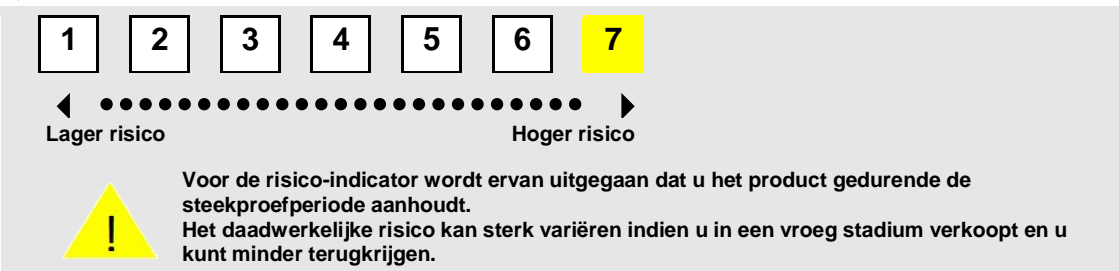 1 2 3 4 5 6 7
Lager risico Hoger risico
!
Voor de risico-indicator wordt ervan uitgegaan dat u het product gedurende de
steekproefperiode aanhoudt.
Het daadwerkelijke risico kan sterk variëren indien u in een vroeg stadium verkoopt en u
kunt minder terugkrijgen.